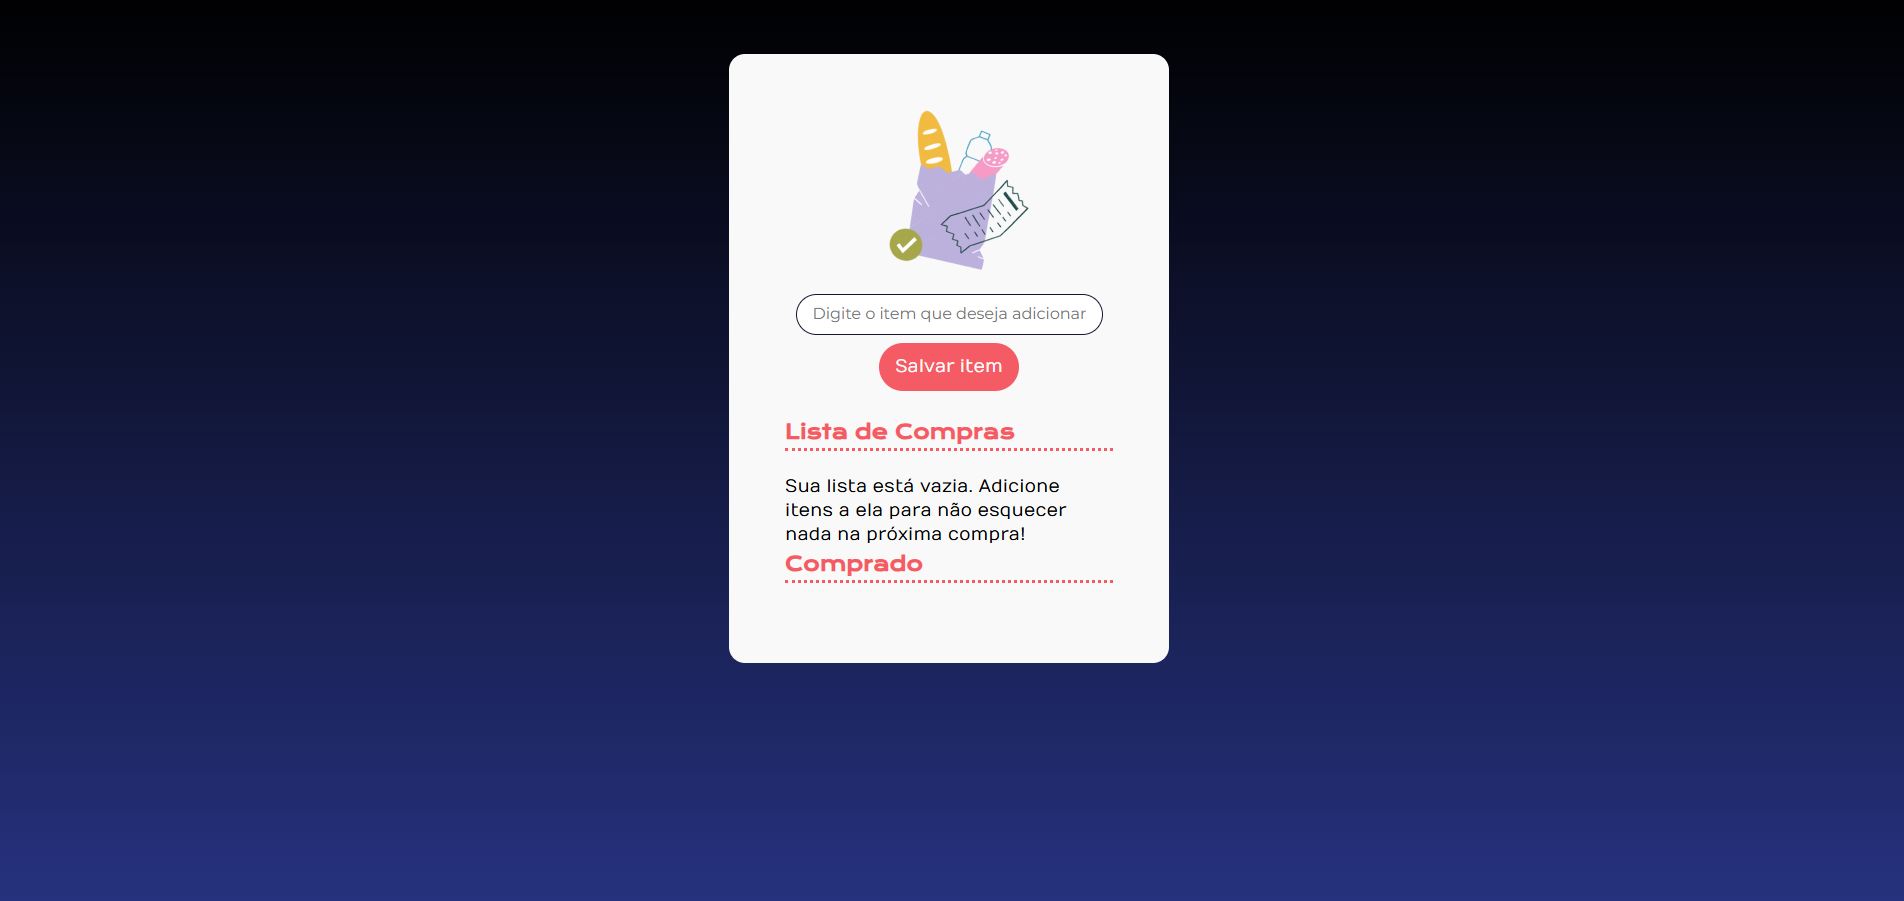 Digite o item que deseja adicionar
Salvar item
Lista de Compras
Sua lista está vazia. Adicione
itens a ela para não esquecer
nada na próxima compra!
Comprado